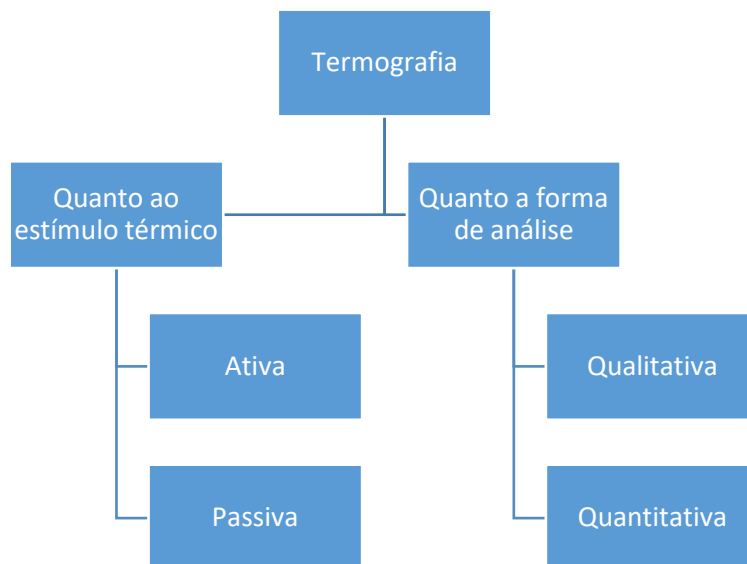 Termografia
Quanto ao
estímulo térmico
Quanto a forma
de análise
Ativa
Qualitativa
Passiva
Quantitativa